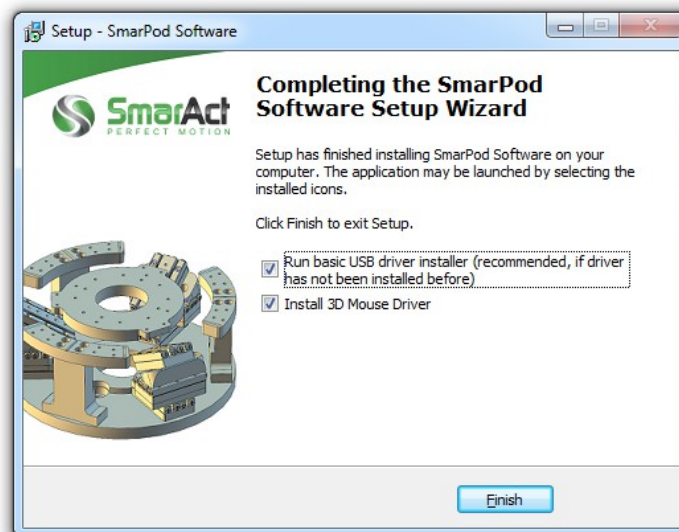 Setup - SmarPod Software
SmarAct
PERFECT MOTION
Completing the SmarPod
Software Setup Wizard
Setup has finished installing SmarPod Software on your
computer. The application may be launched by selecting the
installed icons.
Click Finish to exit Setup.
Run basic USB driver installer (recommended, if driver
has not been installed before)
Install 3D Mouse Driver
Finish